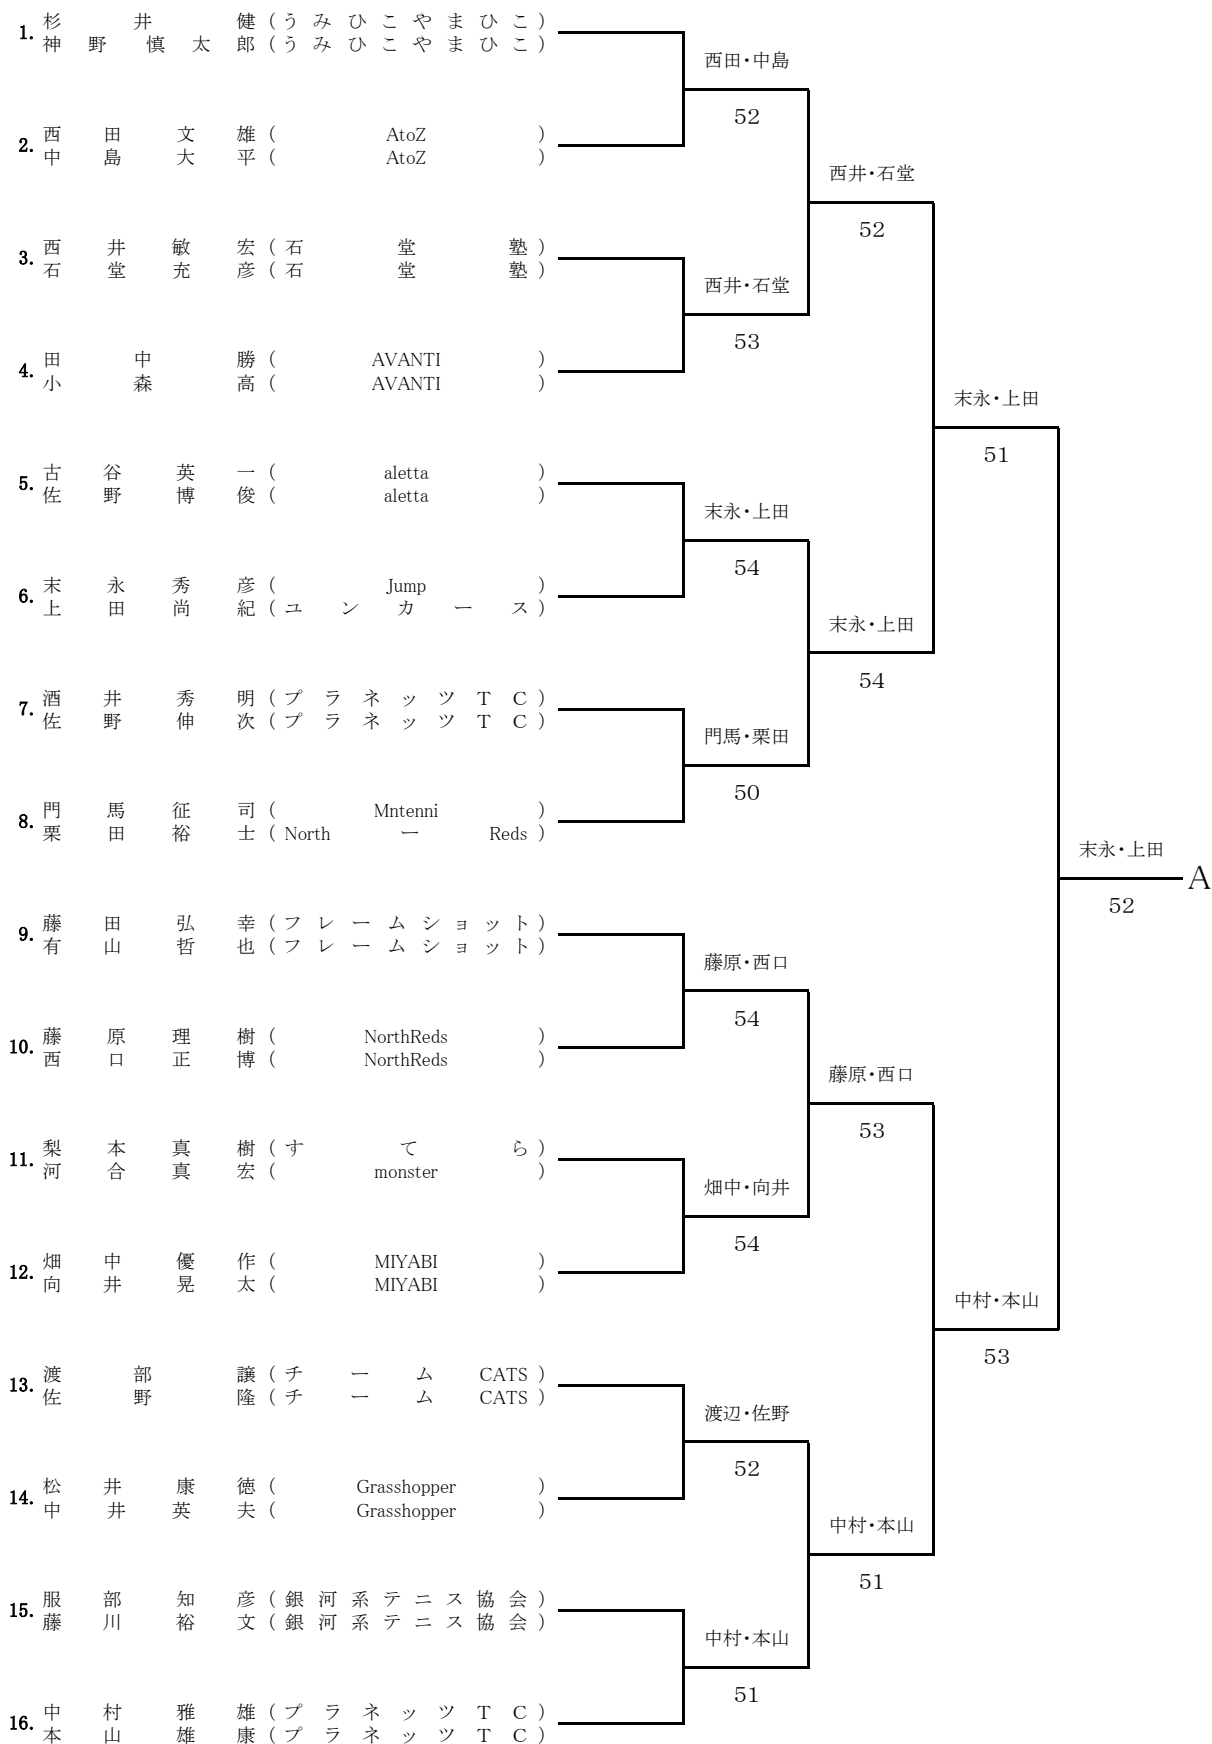 1. 杉井健(うみひこやまひこ)
神野慎太郎(うみひこやまひこ)
西田・中島
52
2. 西田文雄(AtoZ)
中島大平(AtoZ)
西井・石堂
52
3. 西井敏宏(石堂塾)
石堂充彦(石堂塾)
西井・石堂
53
4. 田中勝(AVANTI)
小森高(AVANTI)
末永・上田
51
5. 古谷英一(aletta)
佐野博俊(aletta)
末永・上田
54
6. 末永秀彦(Jump)
上田尚紀(ユンカース)
末永・上田
54
7. 酒井秀明(プラネッツTC)
佐野伸次(プラネッツTC)
門馬・栗田
50
8. 門馬征司(Mntenni)
栗田裕士(North ー Reds)
末永・上田
A
52
9. 藤田弘幸(フレームショット)
有山哲也(フレームショット)
藤原・西口
54
10. 藤原理樹(NorthReds)
西口正博(NorthReds)
藤原・西口
53
11. 梨本真樹(すてら)
河合真宏(monster)
畑中・向井
54
12. 畑中優作(MIYABI)
向井晃太(MIYABI)
中村・本山
53
13. 渡部譲(チームCATS)
佐野隆(チームCATS)
渡辺・佐野
52
14. 松井康徳(Grasshopper)
中井英夫(Grasshopper)
中村・本山
51
15. 服部知彦(銀河系テニス協会)
藤川裕文(銀河系テニス協会)
中村・本山
51
16. 中村雅雄(プラネッツTC)
本山雄康(プラネッツTC)